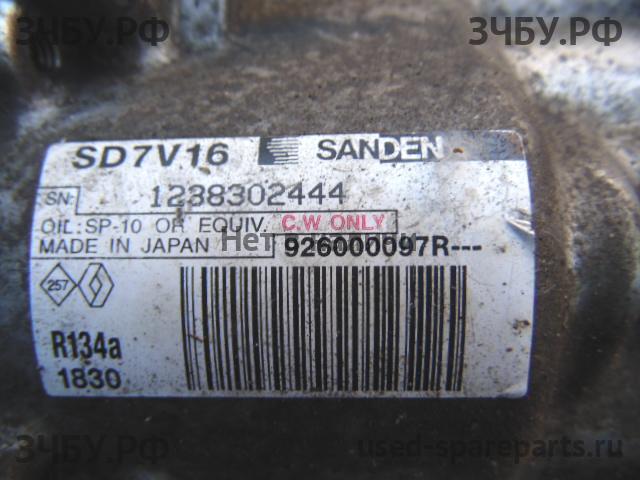 ЗЧБУ.РФ ЗЧБУ.РФ
SD7V16 SANDEN
SN: 1238302444
OIL:SP-10 OR EQUIV. C.W ONLY
MADE IN JAPAN 926000097R---
Нет
257
R134a
1830
ЗЧБУ.РФ used-spareparts.ru